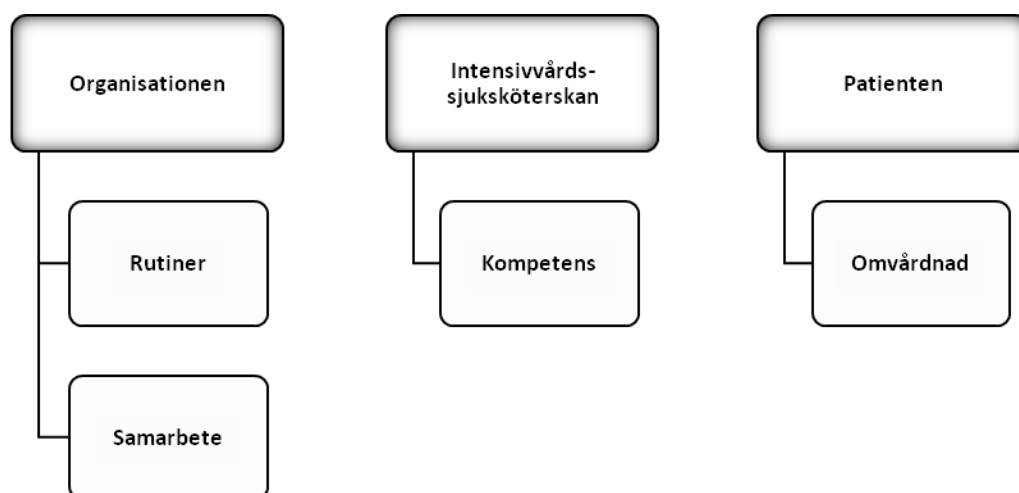 Organisationen
Intensivvårds-
sjuksköterskan
Patienten
Rutiner
Kompetens
Omvårdnad
Samarbete